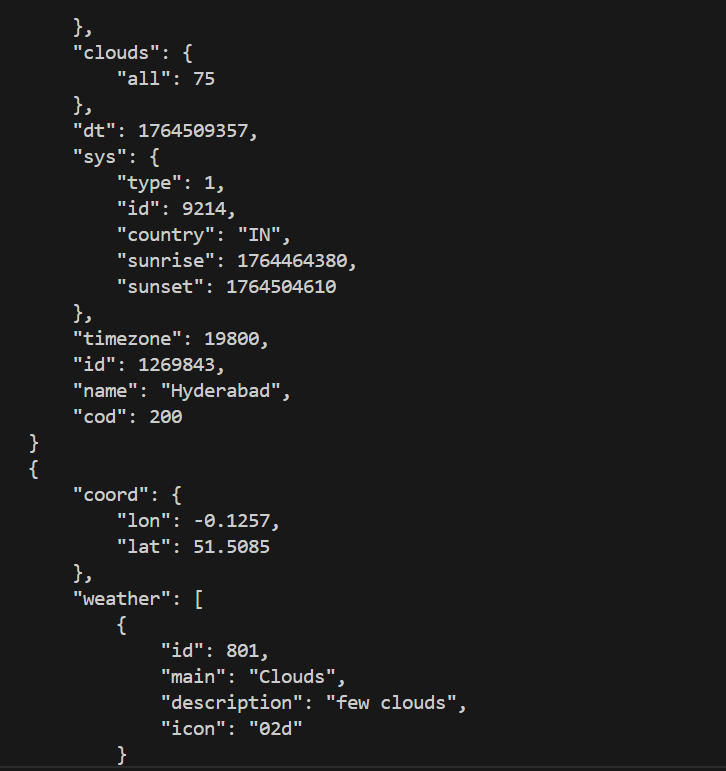 },
    "clouds": {
        "all": 75
    },
    "dt": 1764509357,
    "sys": {
        "type": 1,
        "id": 9214,
        "country": "IN",
        "sunrise": 1764464380,
        "sunset": 1764504610
    },
    "timezone": 19800,
    "id": 1269843,
    "name": "Hyderabad",
    "cod": 200
}
{
    "coord": {
        "lon": -0.1257,
        "lat": 51.5085
    },
    "weather": [
        {
            "id": 801,
            "main": "Clouds",
            "description": "few clouds",
            "icon": "02d"
        }